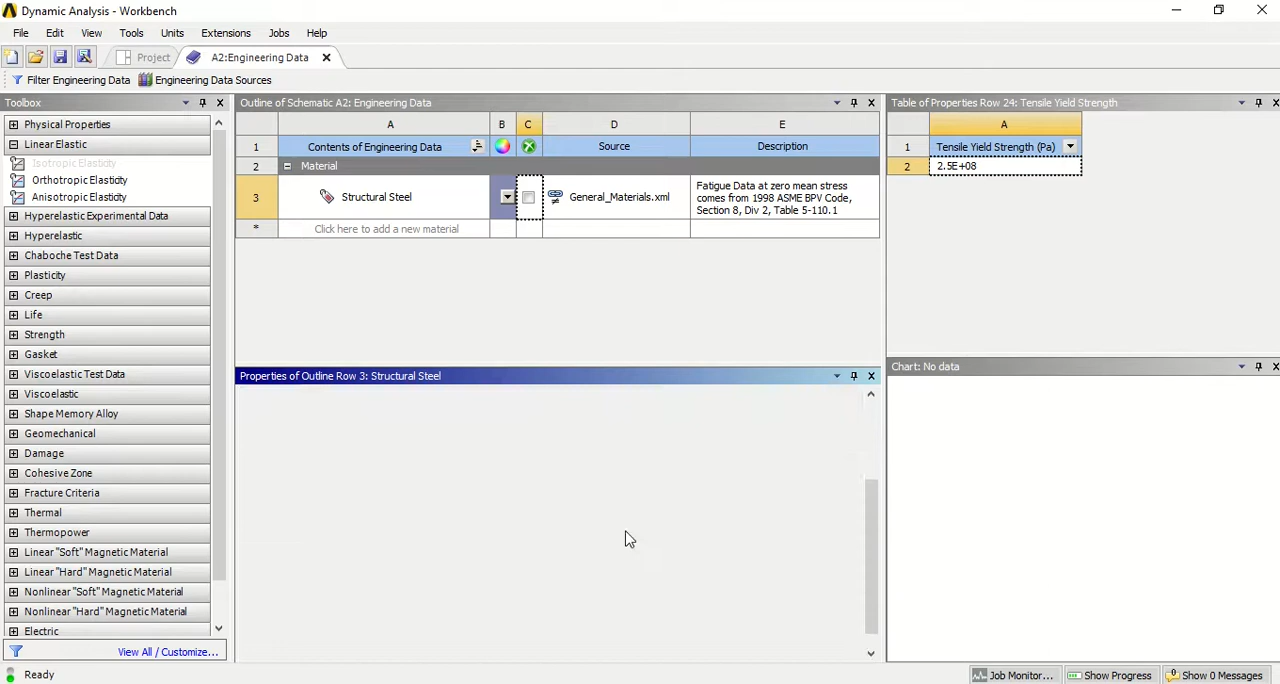 Dynamic Analysis - Workbench
File Edit View Tools Units Extensions Jobs Help
Project A2:Engineering Data
Filter Engineering Data Engineering Data Sources
Toolbox
Physical Properties
Linear Elastic
Isotropic Elasticity
Orthotropic Elasticity
Anisotropic Elasticity
Hyperelastic Experimental Data
Hyperelastic
Chaboche Test Data
Plasticity
Creep
Life
Strength
Gasket
Viscoelastic Test Data
Viscoelastic
Shape Memory Alloy
Geomechanical
Damage
Cohesive Zone
Fracture Criteria
Thermal
Thermopower
Linear "Soft" Magnetic Material
Linear "Hard" Magnetic Material
Nonlinear "Soft" Magnetic Material
Nonlinear "Hard" Magnetic Material
Electric
View All / Customize...
Outline of Schematic A2: Engineering Data
A B C D E
1 Contents of Engineering Data Source Description
2 Material
3 Structural Steel General_Materials.xml
Fatigue Data at zero mean stress
comes from 1998 ASME BPV Code,
Section 8, Div 2, Table 5-110.1
* Click here to add a new material
Properties of Outline Row 3: Structural Steel
Table of Properties Row 24: Tensile Yield Strength
A
1 Tensile Yield Strength (Pa)
2 2.5E+08
Chart: No data
Ready
Job Monitor... Show Progress Show 0 Messages